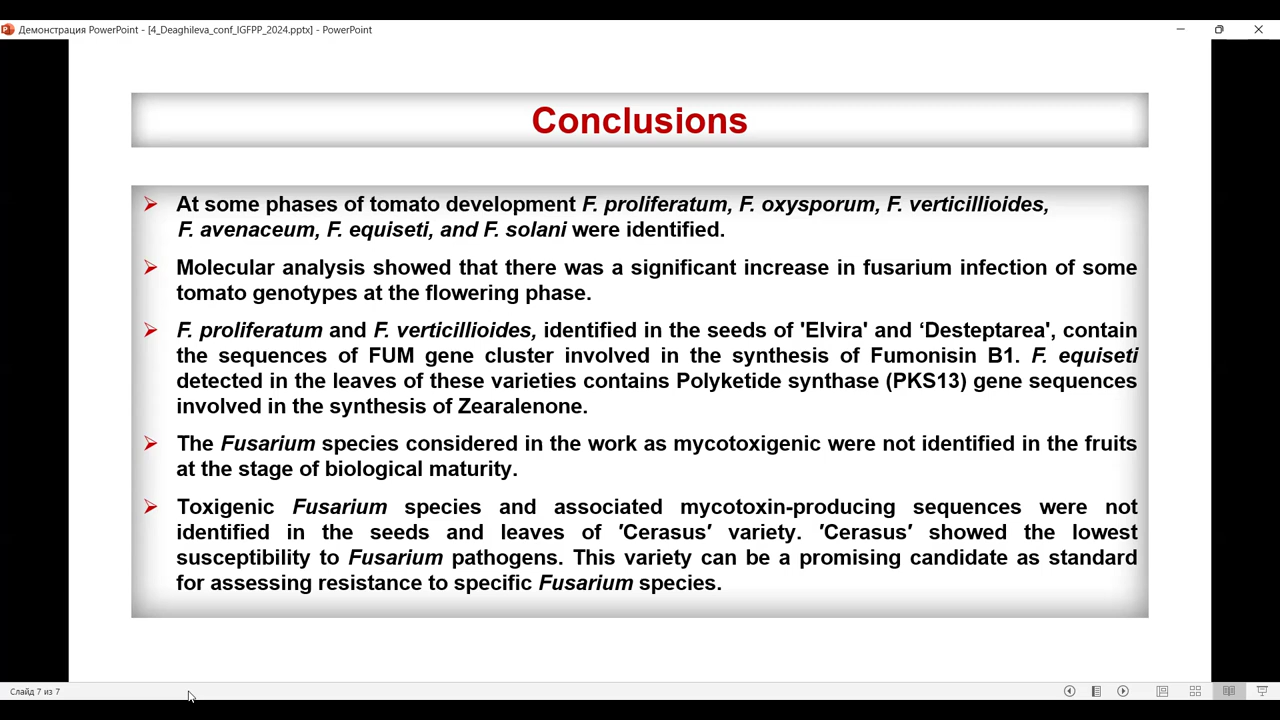 Демонстрация PowerPoint - [4_Deaghileva_conf_IGFPP_2024.pptx] - PowerPoint
Conclusions
At some phases of tomato development F. proliferatum, F. oxysporum, F. verticillioides,
F. avenaceum, F. equiseti, and F. solani were identified.
Molecular analysis showed that there was a significant increase in fusarium infection of some
tomato genotypes at the flowering phase.
F. proliferatum and F. verticillioides, identified in the seeds of 'Elvira' and ‘Desteptarea', contain
the sequences of FUM gene cluster involved in the synthesis of Fumonisin B1. F. equiseti
detected in the leaves of these varieties contains Polyketide synthase (PKS13) gene sequences
involved in the synthesis of Zearalenone.
The Fusarium species considered in the work as mycotoxigenic were not identified in the fruits
at the stage of biological maturity.
Toxigenic Fusarium species and associated mycotoxin-producing sequences were not
identified in the seeds and leaves of ′Cerasus′ variety. ′Cerasus′ showed the lowest
susceptibility to Fusarium pathogens. This variety can be a promising candidate as standard
for assessing resistance to specific Fusarium species.
Слайд 7 из 7